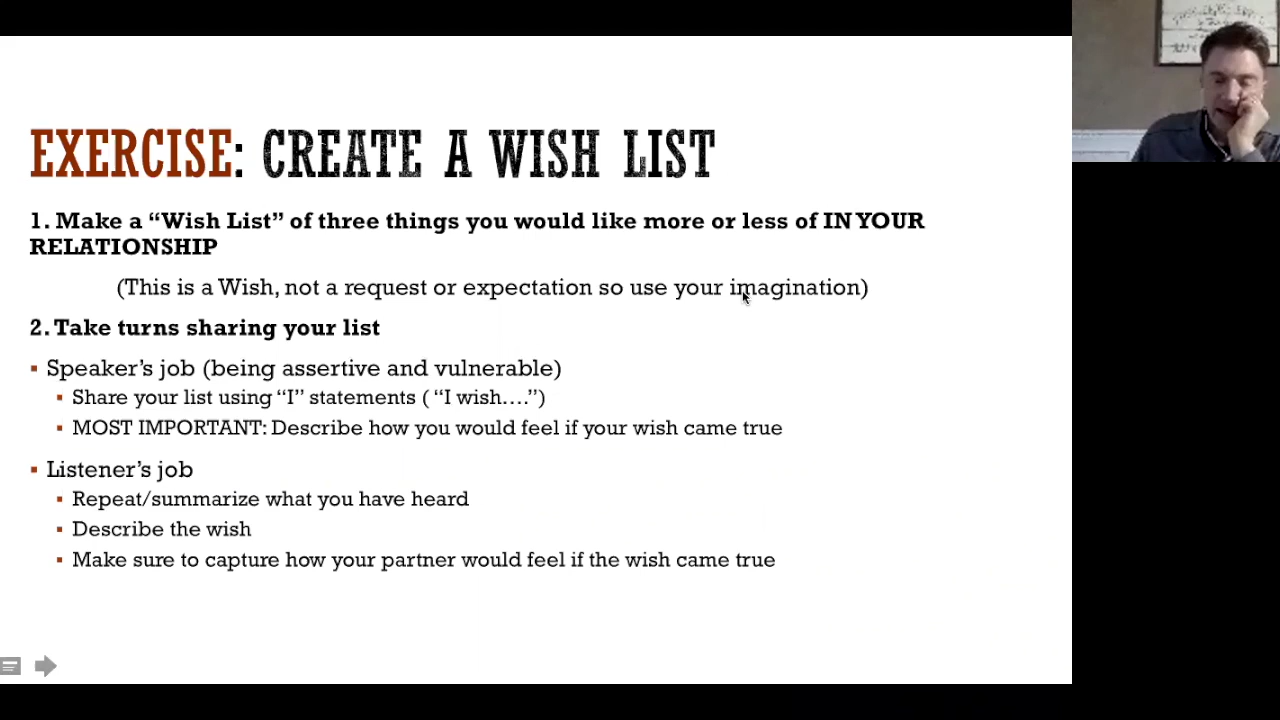 EXERCISE: CREATE A WISH LIST
1. Make a “Wish List” of three things you would like more or less of IN YOUR
RELATIONSHIP
(This is a Wish, not a request or expectation so use your imagination)
2. Take turns sharing your list
▪ Speaker’s job (being assertive and vulnerable)
▪ Share your list using “I” statements ( “I wish….”)
▪ MOST IMPORTANT: Describe how you would feel if your wish came true
▪ Listener’s job
▪ Repeat/summarize what you have heard
▪ Describe the wish
▪ Make sure to capture how your partner would feel if the wish came true